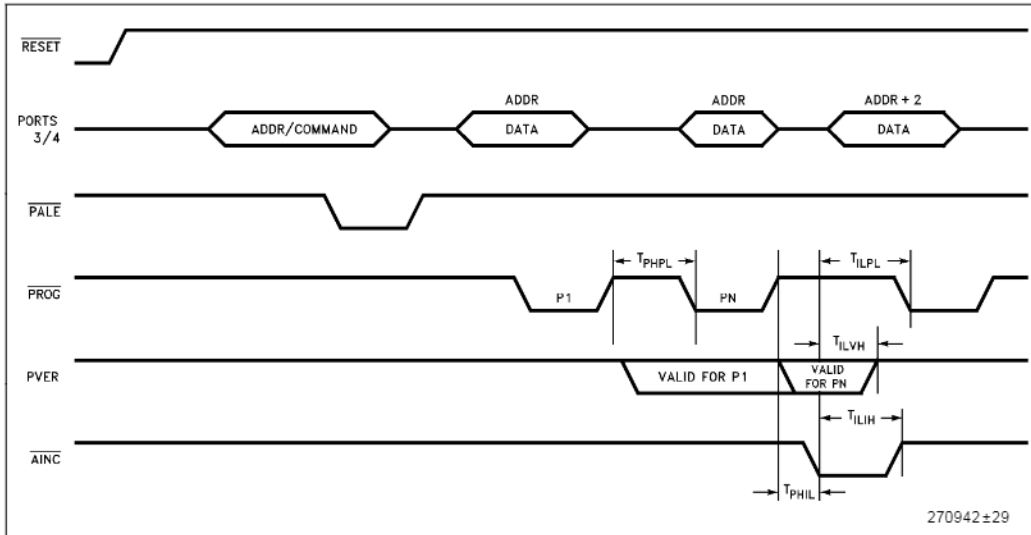 RESET
PORTS
3/4
ADDR/COMMAND
ADDR
DATA
ADDR
DATA
ADDR + 2
DATA
PALE
PROG
P1
TPHPL
PN
TILPL
PVER
VALID FOR P1
VALID
FOR PN
TILVH
AINC
TILIH
TPHIL
270942±29